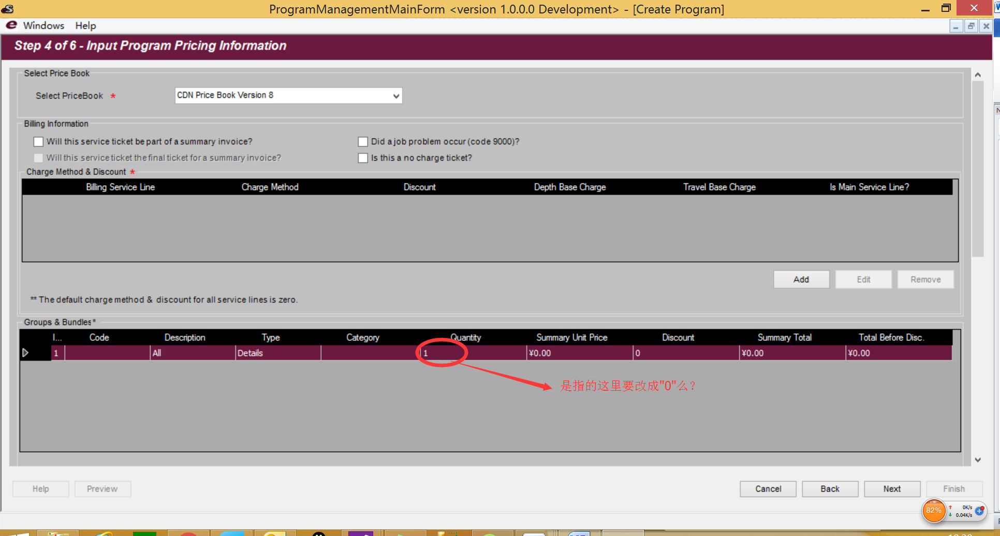 ProgramManagementMainForm <version 1.0.0.0 Development> - [Create Program]
Windows Help
Step 4 of 6 - Input Program Pricing Information
Select Price Book
Select PriceBook * CDN Price Book Version 8
Billing Information
Will this service ticket be part of a summary invoice? Did a job problem occur (code 9000)?
Will this service ticket the final ticket for a summary invoice? Is this a no charge ticket?
Charge Method & Discount *
Billing Service Line Charge Method Discount Depth Base Charge Travel Base Charge Is Main Service Line?
Add Edit Remove
** The default charge method & discount for all service lines is zero.
Groups & Bundles*
I... Code Description Type Category Quantity Summary Unit Price Discount Summary Total Total Before Disc.
1 All Details 1 ¥0.00 0 ¥0.00 ¥0.00
是指的这里要改成"0"么?
Help Preview Cancel Back Next Finish
82% 0K/s
0.04K/s